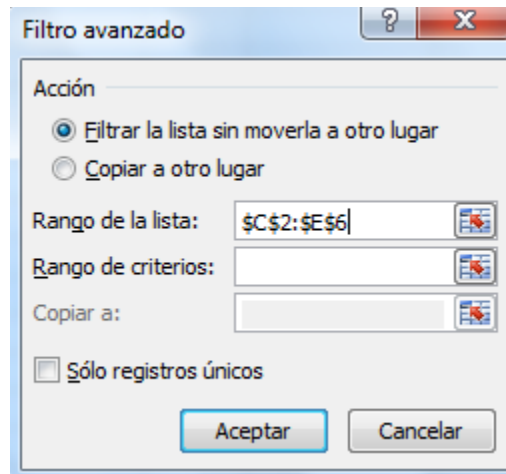 Filtro avanzado
Acción
Filtrar la lista sin moverla a otro lugar
Copiar a otro lugar
Rango de la lista: $C$2:$E$6
Rango de criterios:
Copiar a:
Sólo registros únicos
Aceptar Cancelar